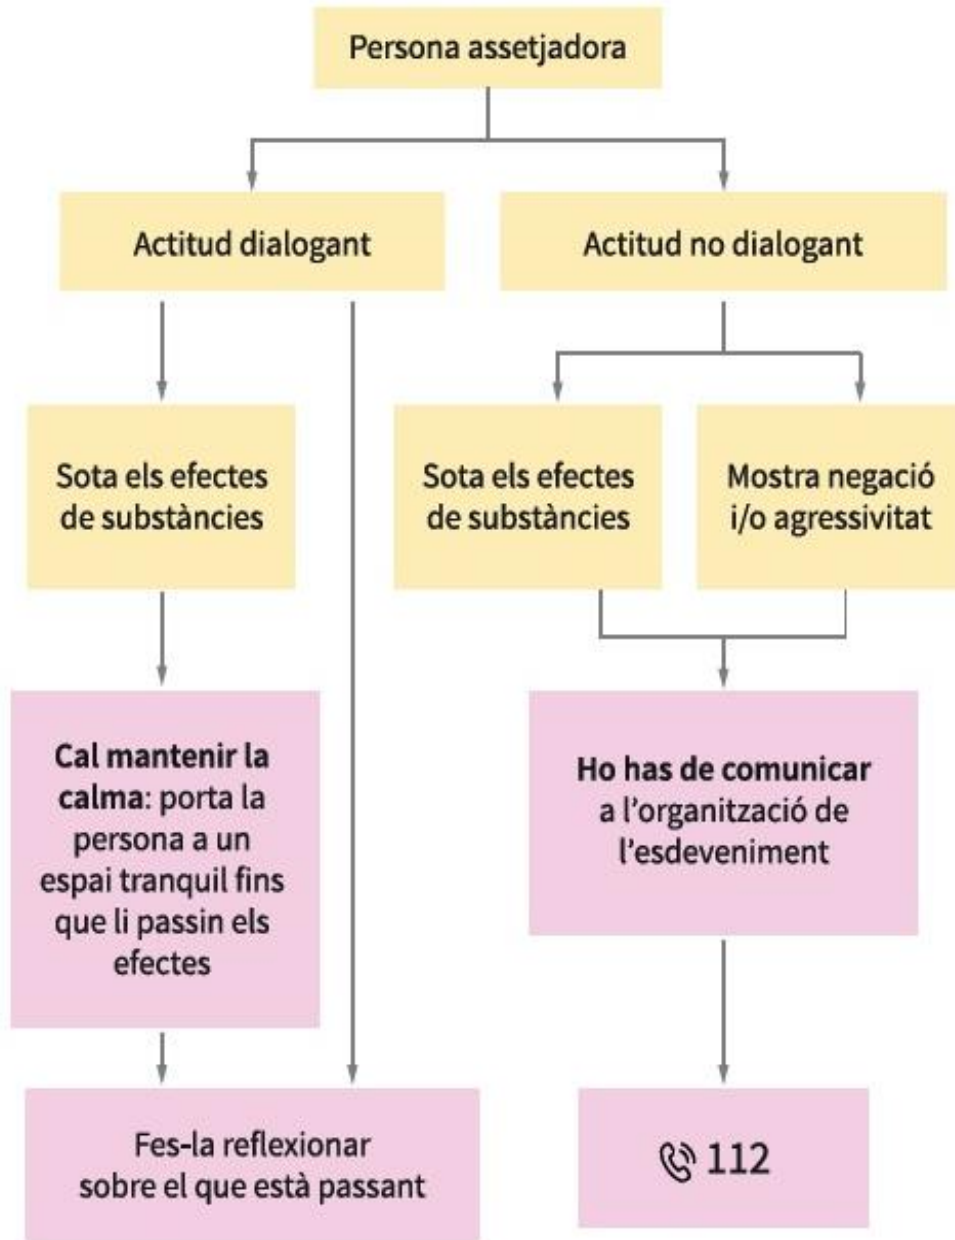 Persona assetjadora
Actitud dialogant
Actitud no dialogant
Sota els efectes
de substàncies
Sota els efectes
de substàncies
Mostra negació
i/o agressivitat
Cal mantenir la
calma: porta la
persona a un
espai tranquil fins
que li passin els
efectes
Ho has de comunicar
a l’organització de
l’esdeveniment
Fes-la reflexionar
sobre el que està passant
112